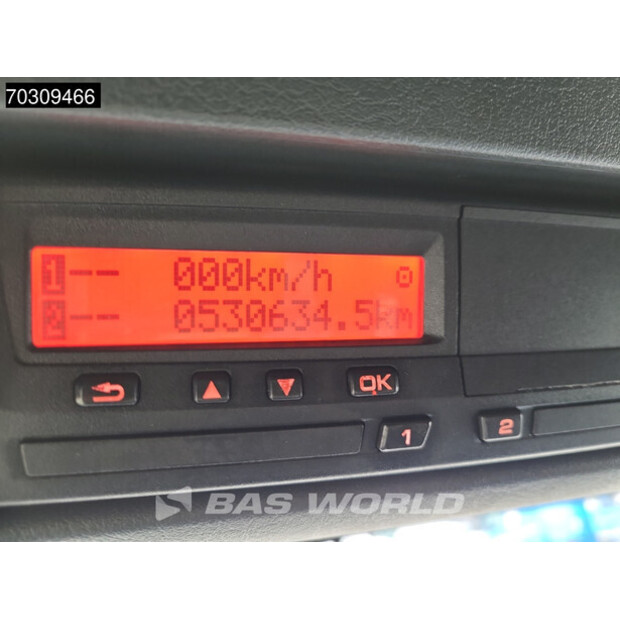 70309466
1-- 000km/h
2-- 0530634.5km
OK
1
2
BAS WORLD